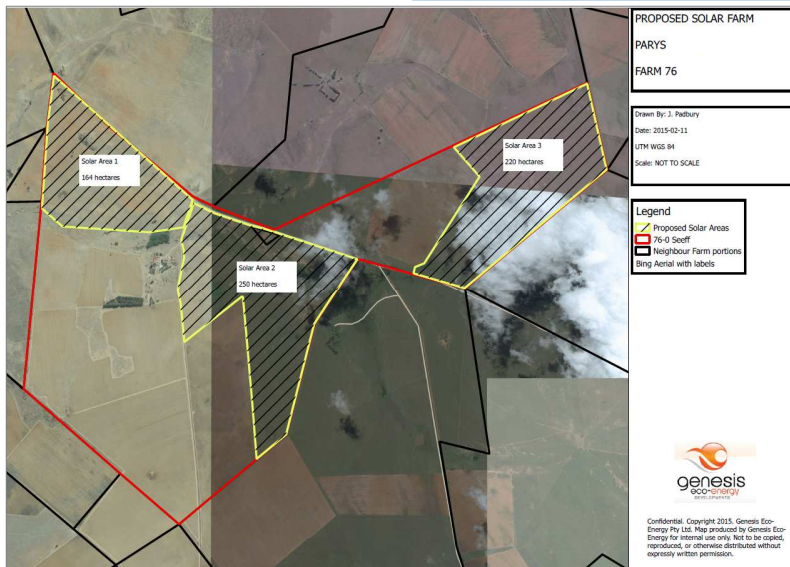 PROPOSED SOLAR FARM
PARYS
FARM 76
Drawn By: J. Padbury
Date: 2015-02-11
UTM WGS 84
Scale: NOT TO SCALE
Legend
Proposed Solar Areas
76-0 Seeff
Neighbour Farm portions
Bing Aerial with labels
Solar Area 1
164 hectares
Solar Area 2
250 hectares
Solar Area 3
220 hectares
genesis
eco-energy
DEVELOPMENTS
Confidential. Copyright 2015. Genesis Eco-
Energy Pty Ltd. Map produced by Genesis Eco-
Energy for internal use only. Not to be copied,
reproduced, or otherwise distributed without
expressly written permission.